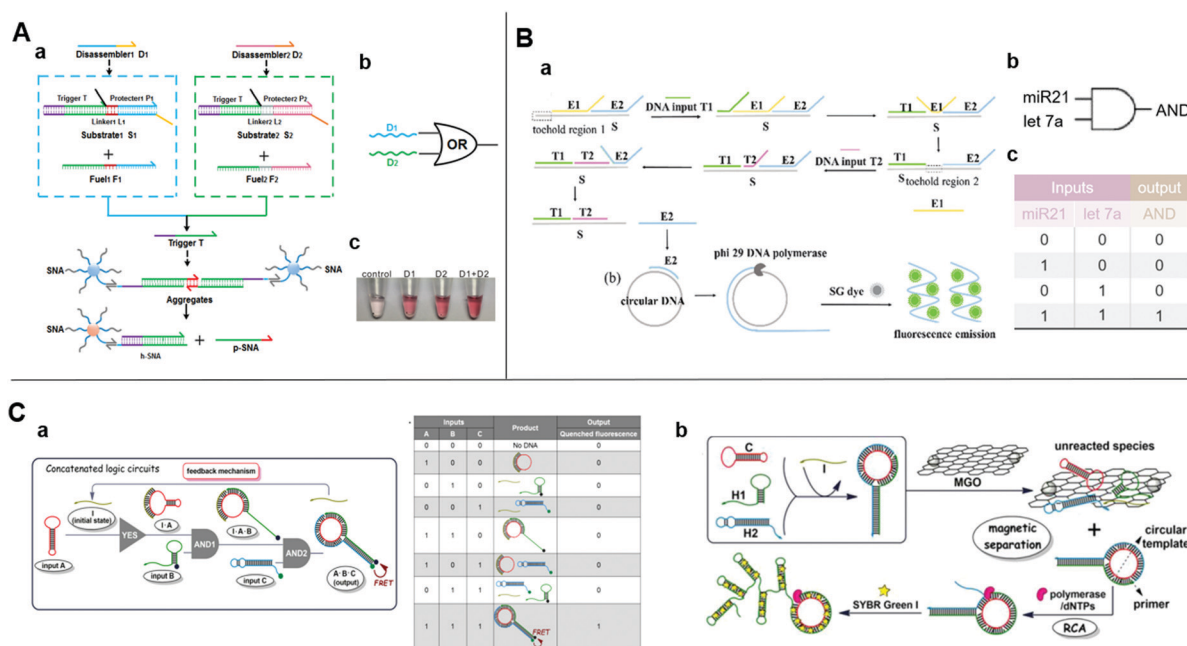 A
a
Disassembler1 D1
Disassembler2 D2
Trigger T
Protecter1 P1
Linker1 L1
Substrate1 S1
+
Fuel1 F1
Trigger T
Protecter2 P2
Linker2 L2
Substrate2 S2
+
Fuel2 F2
Trigger T
SNA
SNA
Aggregates
SNA
h-SNA
+
p-SNA
b
D1
D2
OR
c
control D1 D2 D1+D2
B
a
E1 E2
tochold region 1
S
DNA input T1
E1 E2
S
T1 E1 E2
S
T1 T2 E2
S
T1 T2 E2
S
DNA input T2
T1 E2
S toehold region 2
E1
T1 T2
S
E2
(b)
E2
circular DNA
phi 29 DNA polymerase
SG dye
fluorescence emission
b
miR21
let 7a
AND
c
Inputs output
miR21 let 7a AND
0 0 0
1 0 0
0 1 0
1 1 1
C
a
Concatenated logic circuits
feedback mechanism
I
(initial state)
I·A
I·A·B
YES
AND1
AND2
input A
input B
input C
A·B·C
(output)
FRET
Inputs Product Output
A B C Quenched fluorescence
0 0 0 No DNA 0
1 0 0 0
0 1 0 0
0 0 1 0
1 1 0 0
1 0 1 0
0 1 1 0
1 1 1 FRET 1
b
C
I
H1
H2
MGO
unreacted species
magnetic
separation
+
circular
template
primer
polymerase
/dNTPs
RCA
SYBR Green I